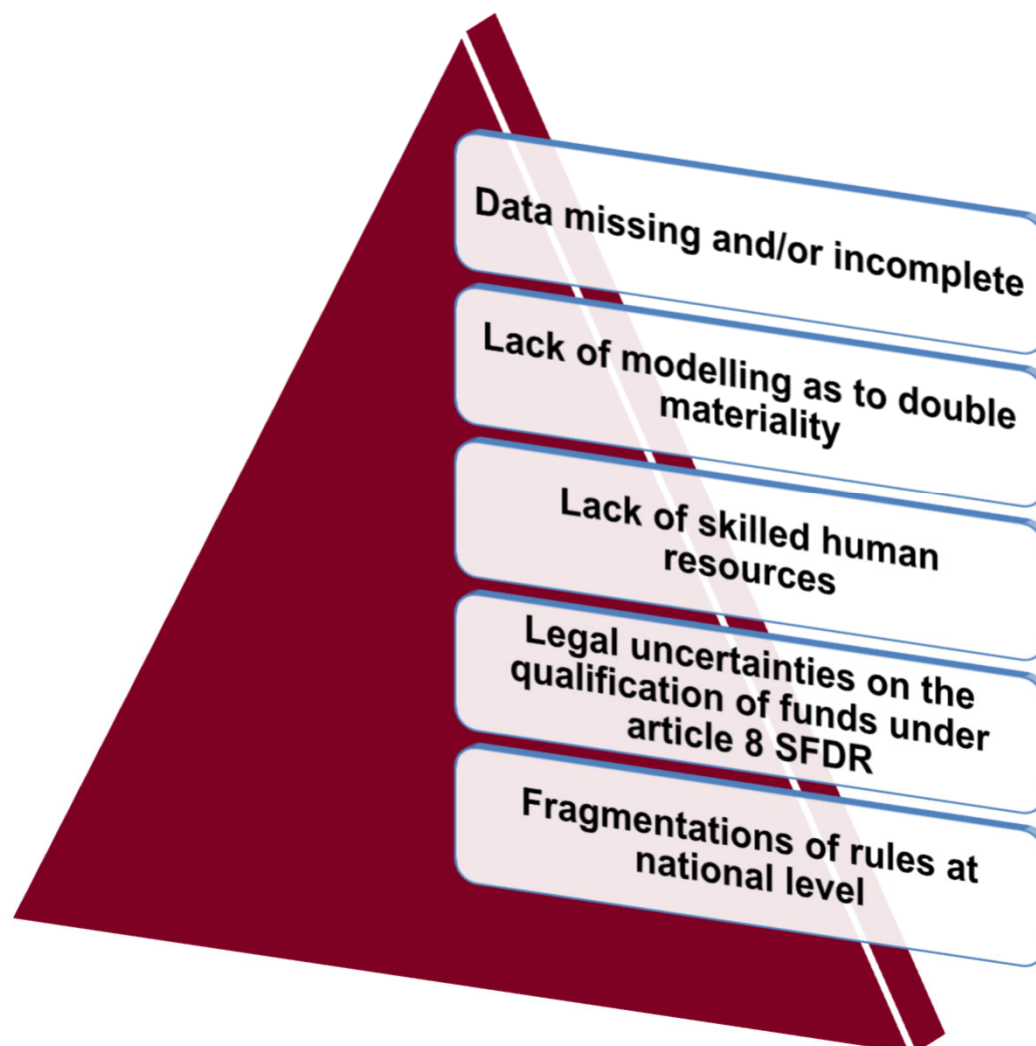 Data missing and/or incomplete
Lack of modelling as to double
materiality
Lack of skilled human
resources
Legal uncertainties on the
qualification of funds under
article 8 SFDR
Fragmentations of rules at
national level